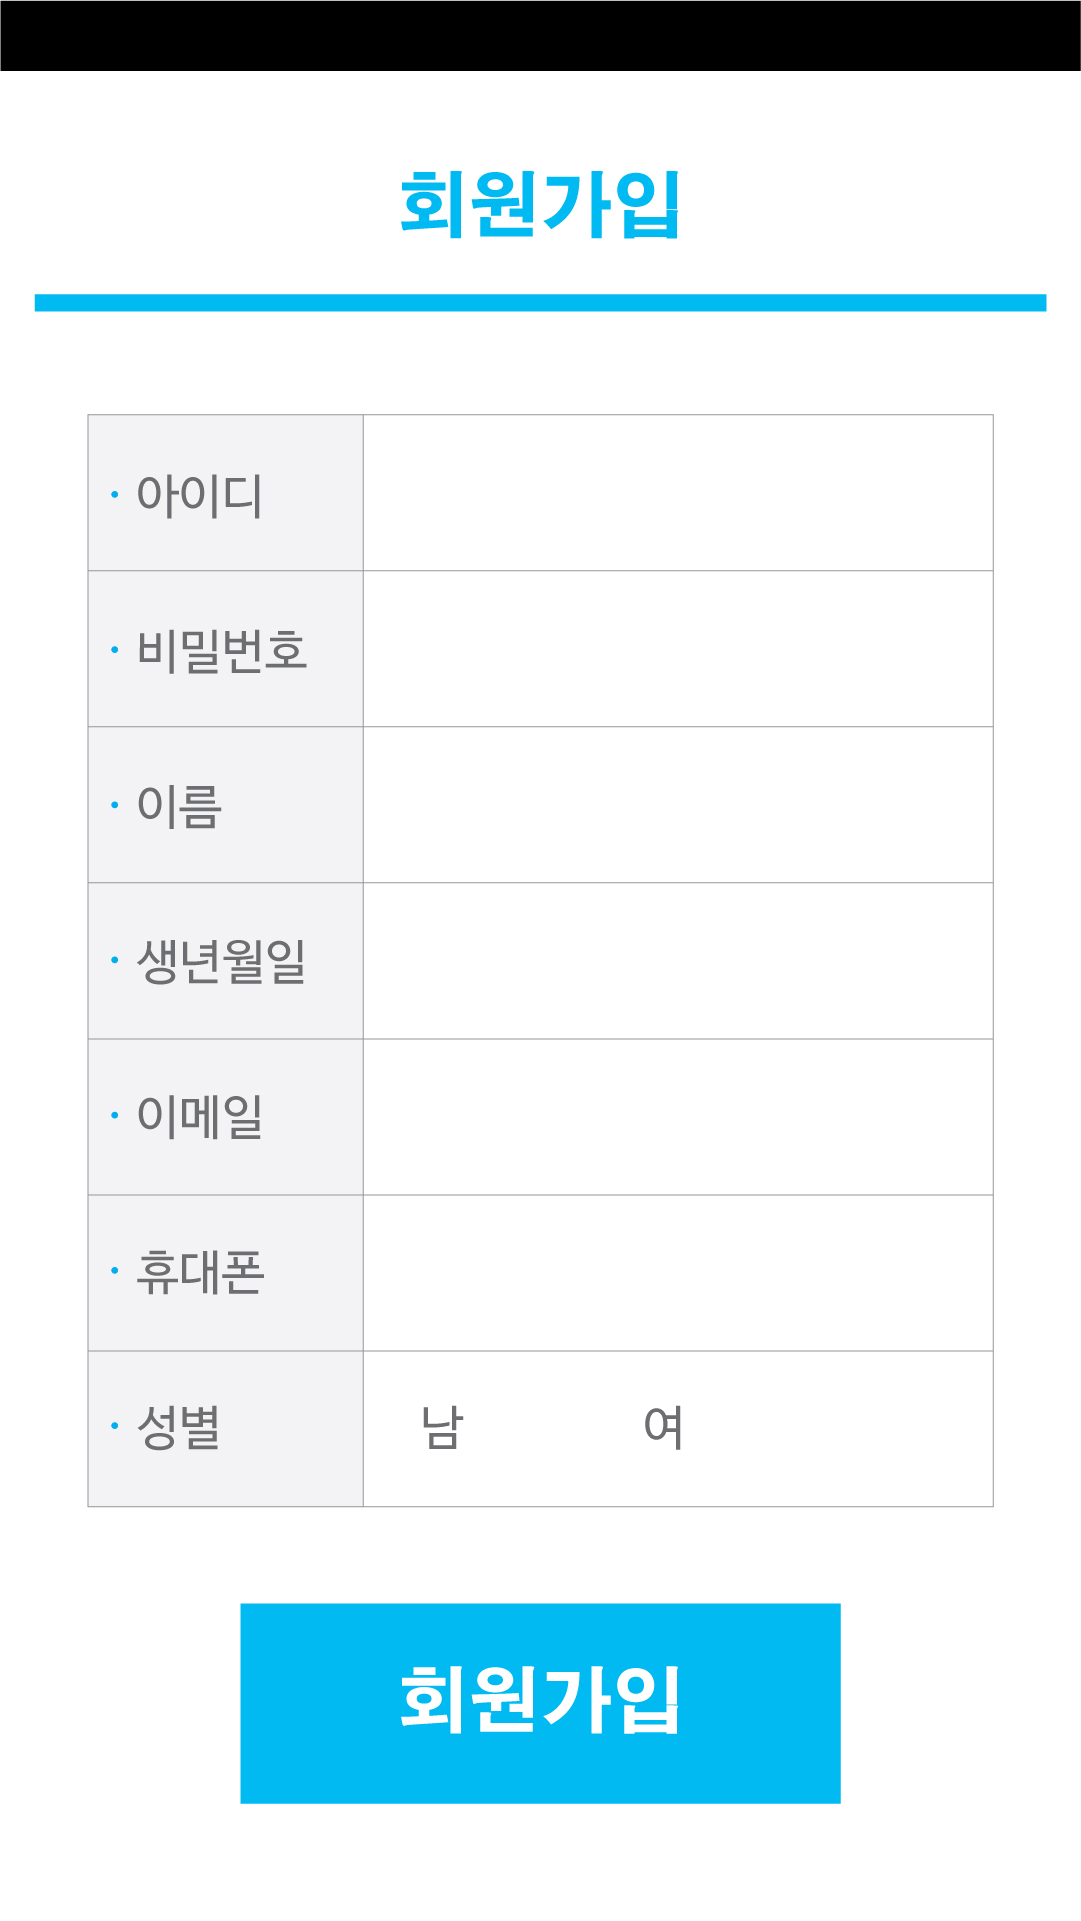 회원가입
· 아이디
· 비밀번호
· 이름
· 생년월일
· 이메일
· 휴대폰
· 성별 남 여
회원가입